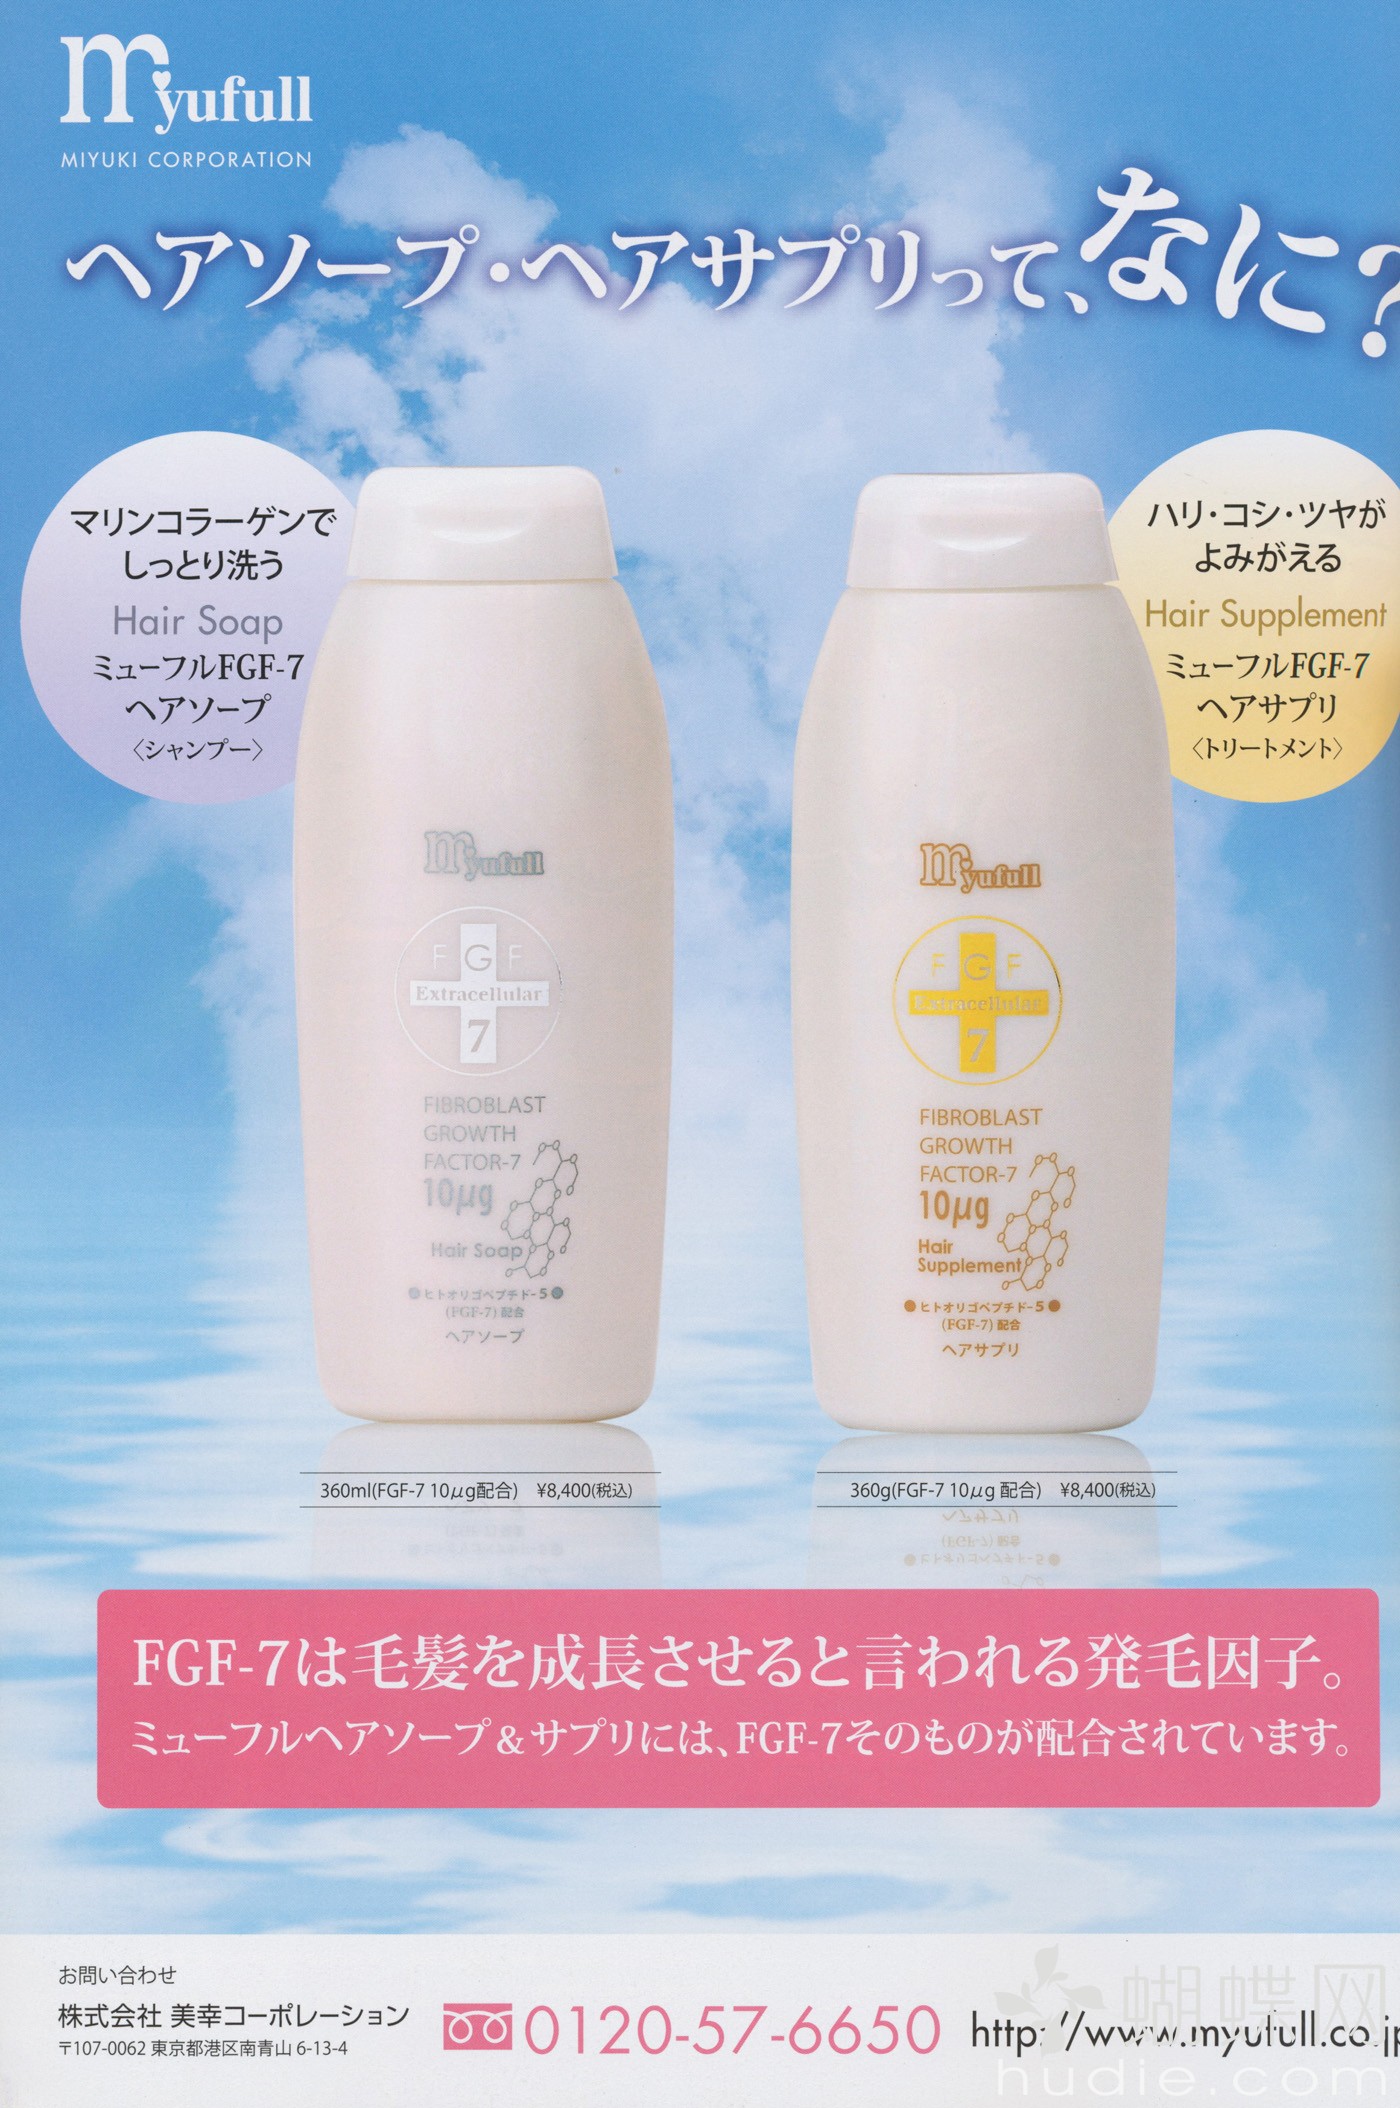 myufull
MIYUKI CORPORATION
ヘアソープ・ヘアサプリって、なに?
マリンコラーゲンで
しっとり洗う
Hair Soap
ミューフルFGF-7
ヘアソープ
〈シャンプー〉
ハリ・コシ・ツヤが
よみがえる
Hair Supplement
ミューフルFGF-7
ヘアサプリ
〈トリートメント〉
myufull
FGF
Extracellular
7
FIBROBLAST
GROWTH
FACTOR-7
10μg
Hair Soap
●ヒトオリゴペプチド-5●
(FGF-7) 配合
ヘアソープ
myufull
FGF
Extracellular
7
FIBROBLAST
GROWTH
FACTOR-7
10μg
Hair
Supplement
●ヒトオリゴペプチド-5●
(FGF-7) 配合
ヘアサプリ
360ml(FGF-7 10μg配合) ¥8,400(税込)
360g(FGF-7 10μg 配合) ¥8,400(税込)
FGF-7は毛髪を成長させると言われる発毛因子。
ミューフルヘアソープ&サプリには、FGF-7そのものが配合されています。
お問い合わせ
株式会社 美幸コーポレーション
〒107-0062 東京都港区南青山 6-13-4
0120-57-6650
http://www.myufull.co.jp
蝴蝶网
hudie.com